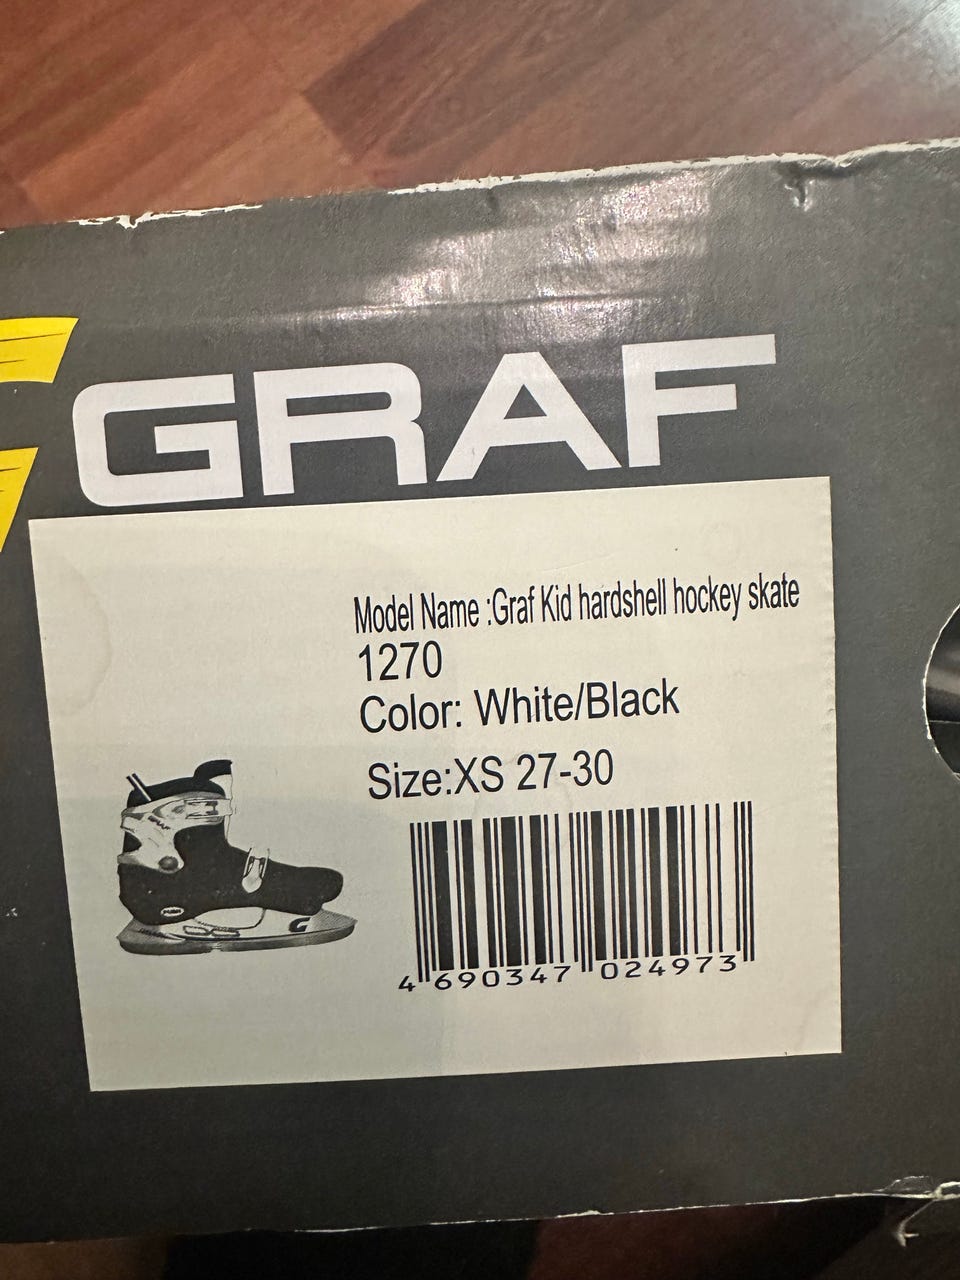 GRAF
Model Name :Graf Kid hardshell hockey skate
1270
Color: White/Black
Size:XS 27-30
4 690347 024973